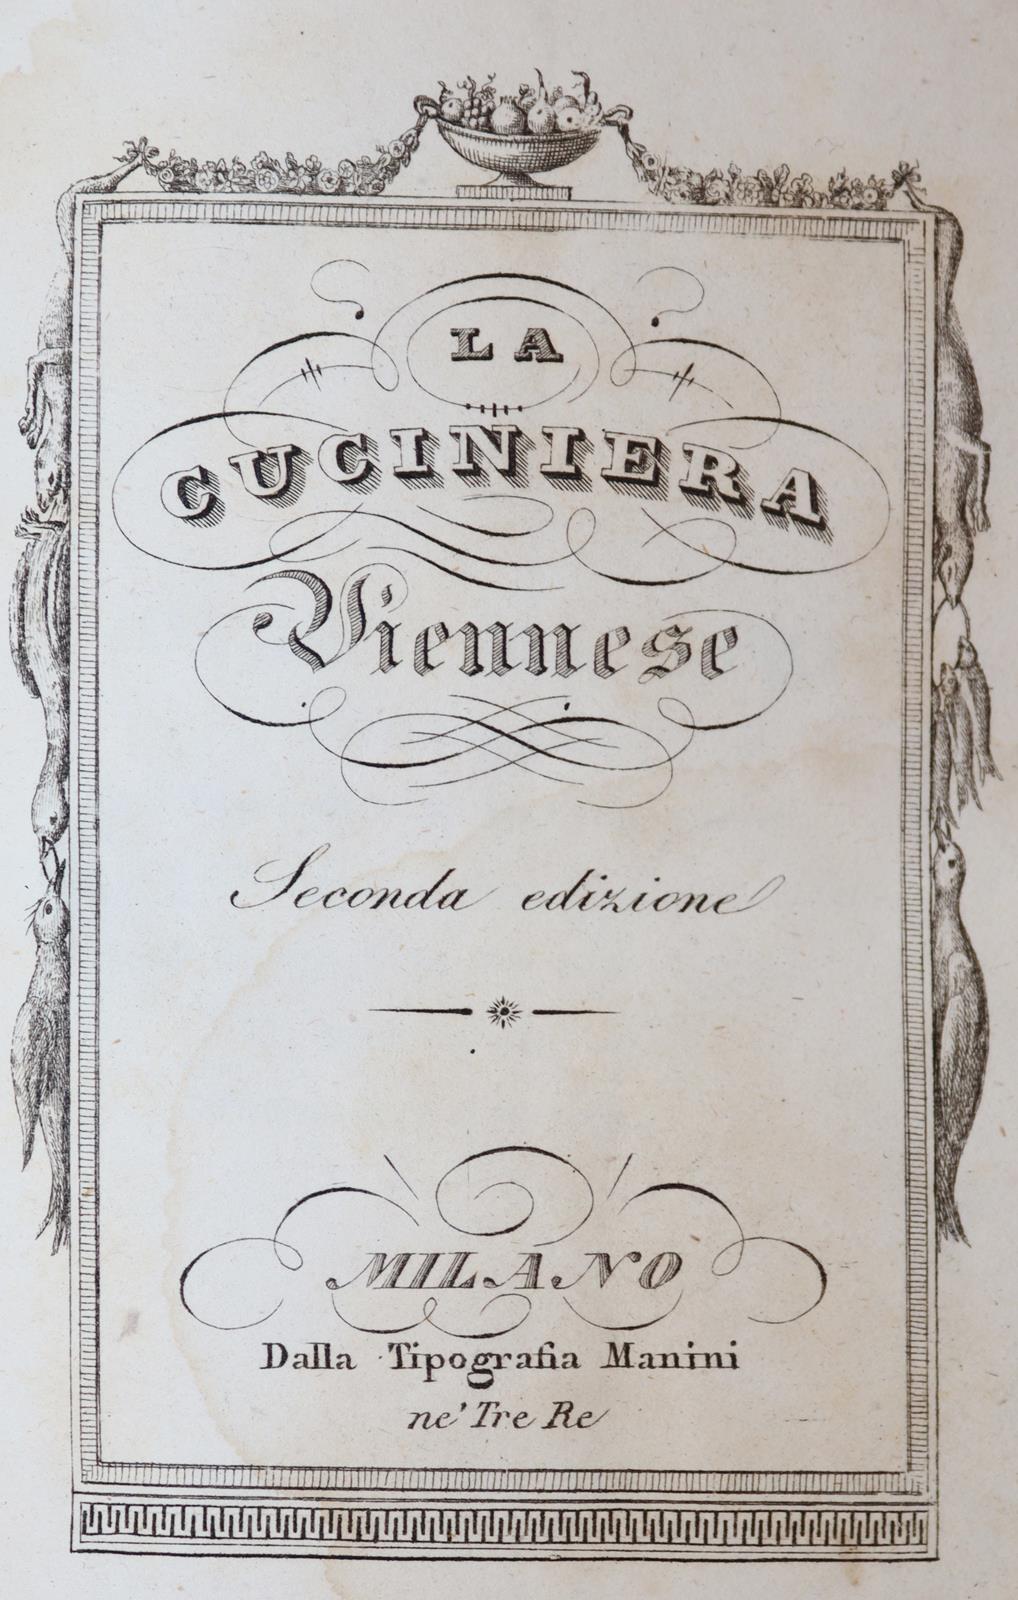 LA
CUCINIERA
Viennese
Seconda edizione
MILANO
Dalla Tipografia Manini
ne' Tre Re